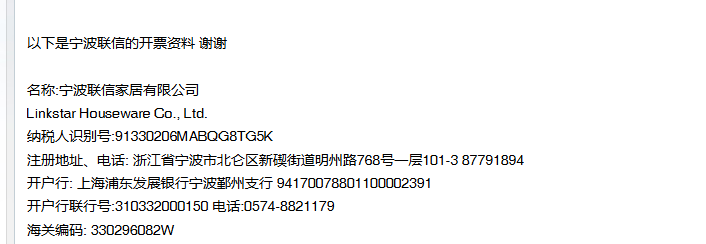 以下是宁波联信的开票资料 谢谢
名称:宁波联信家居有限公司
Linkstar Houseware Co., Ltd.
纳税人识别号:91330206MABQG8TG5K
注册地址、电话: 浙江省宁波市北仑区新碶街道明州路768号一层101-3 87791894
开户行: 上海浦东发展银行宁波鄞州支行 94170078801100002391
开户行联行号:310332000150 电话:0574-8821179
海关编码: 330296082W